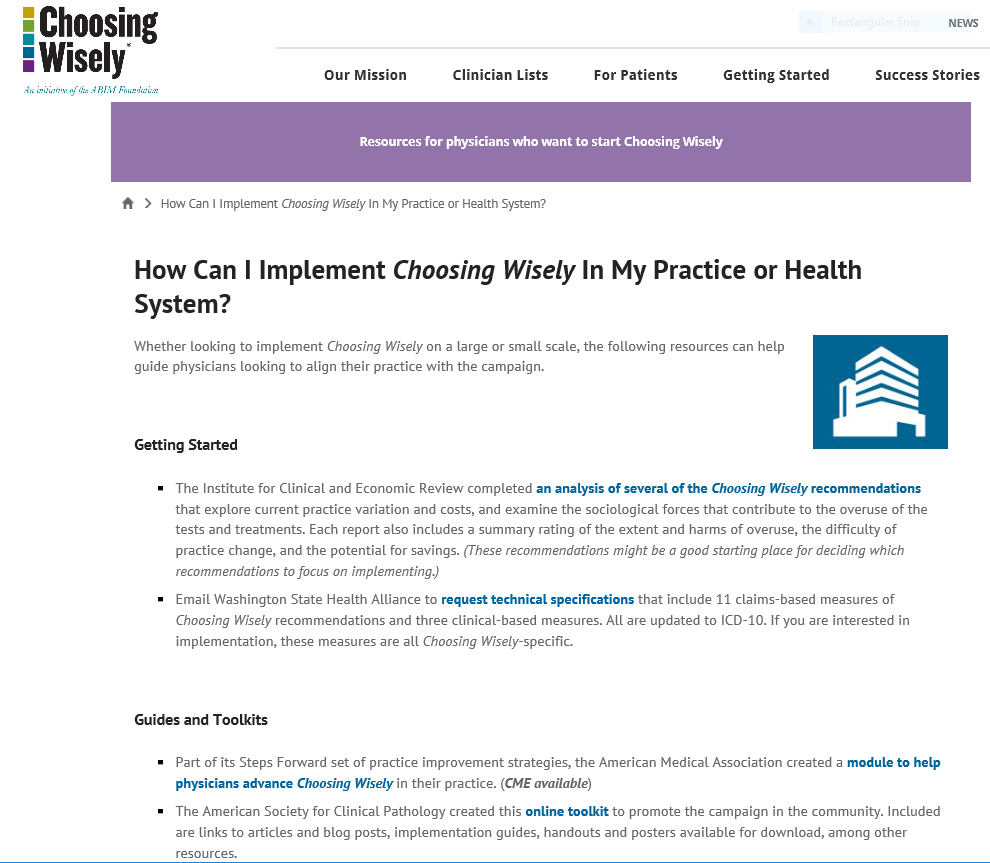 Choosing
Wisely®
An initiative of the ABIM Foundation
Rectangular Snip
NEWS
Our Mission Clinician Lists For Patients Getting Started Success Stories
Resources for physicians who want to start Choosing Wisely
How Can I Implement Choosing Wisely In My Practice or Health System?
How Can I Implement Choosing Wisely In My Practice or Health
System?
Whether looking to implement Choosing Wisely on a large or small scale, the following resources can help
guide physicians looking to align their practice with the campaign.
Getting Started
The Institute for Clinical and Economic Review completed an analysis of several of the Choosing Wisely recommendations
that explore current practice variation and costs, and examine the sociological forces that contribute to the overuse of the
tests and treatments. Each report also includes a summary rating of the extent and harms of overuse, the difficulty of
practice change, and the potential for savings. (These recommendations might be a good starting place for deciding which
recommendations to focus on implementing.)
Email Washington State Health Alliance to request technical specifications that include 11 claims-based measures of
Choosing Wisely recommendations and three clinical-based measures. All are updated to ICD-10. If you are interested in
implementation, these measures are all Choosing Wisely-specific.
Guides and Toolkits
Part of its Steps Forward set of practice improvement strategies, the American Medical Association created a module to help
physicians advance Choosing Wisely in their practice. (CME available)
The American Society for Clinical Pathology created this online toolkit to promote the campaign in the community. Included
are links to articles and blog posts, implementation guides, handouts and posters available for download, among other
resources.